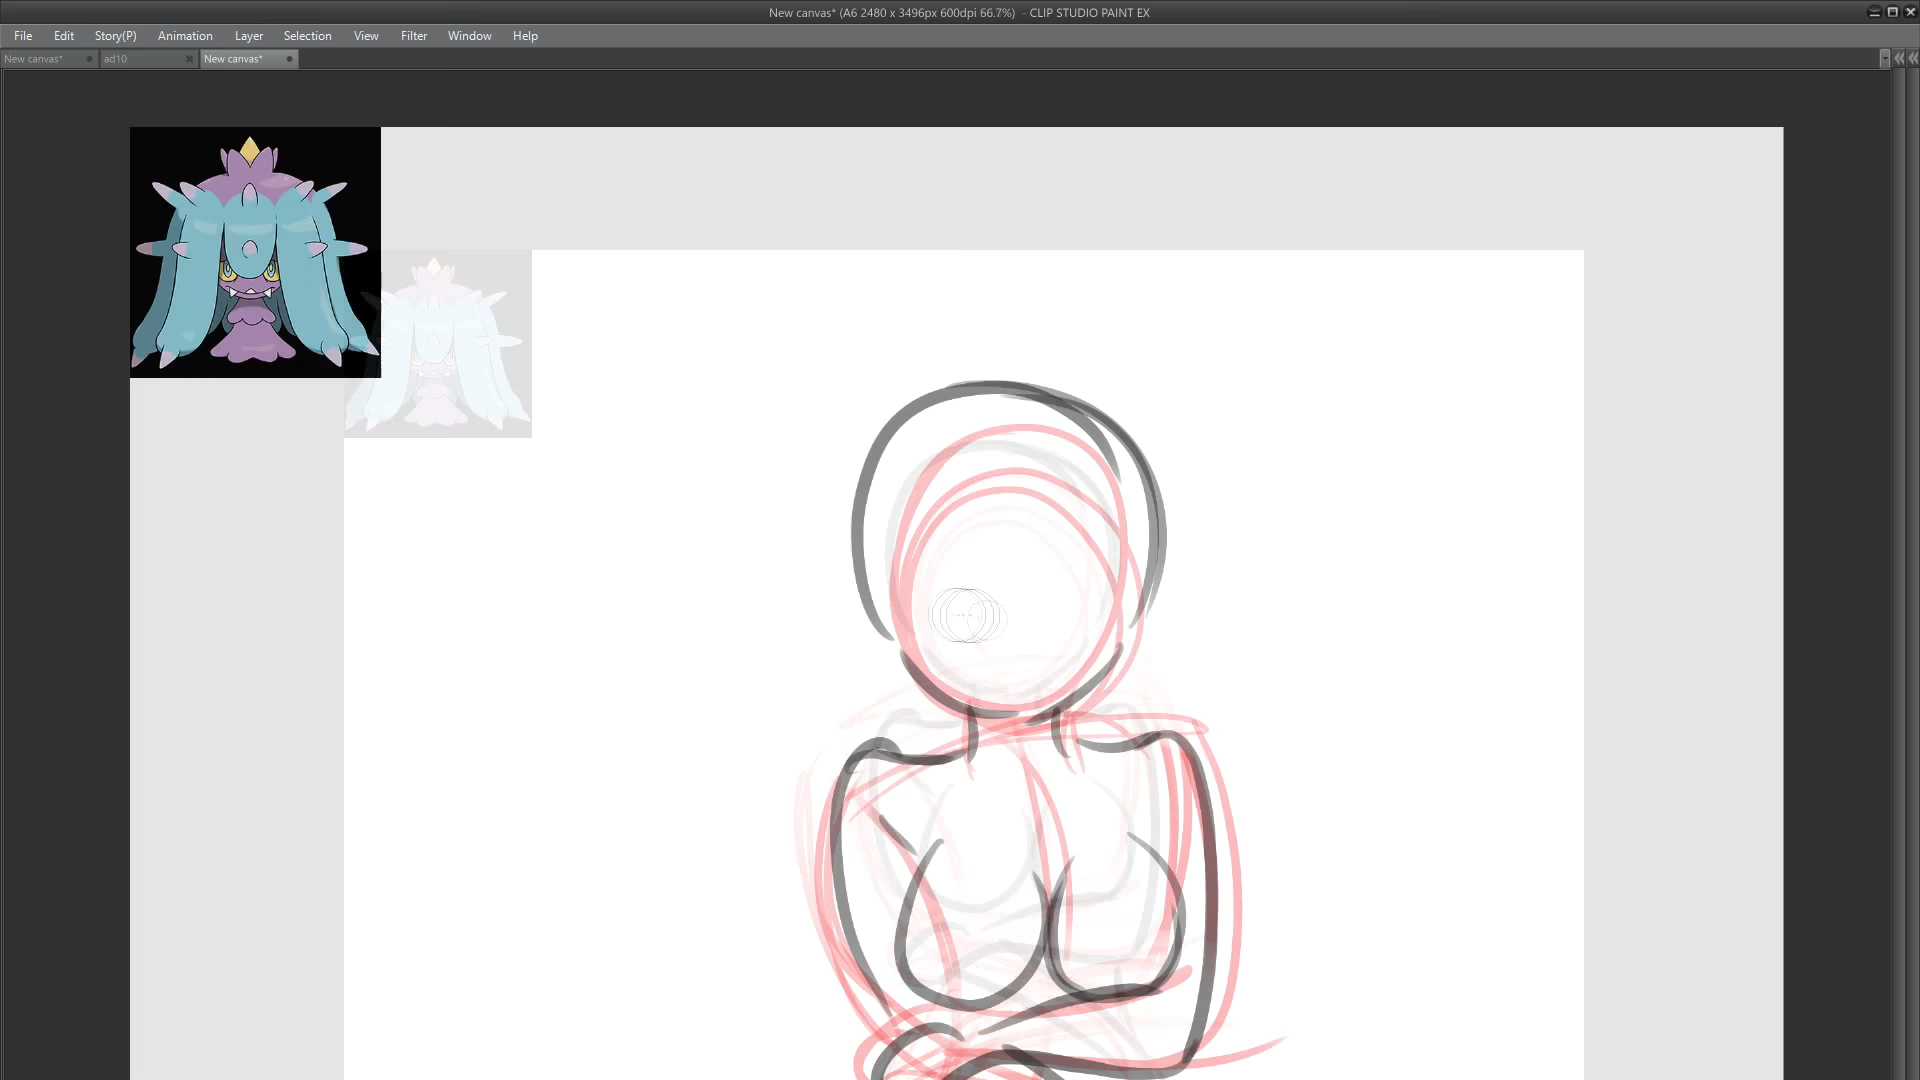 New canvas* (A6 2480 x 3496px 600dpi 66.7%)  - CLIP STUDIO PAINT EX
File Edit Story(P) Animation Layer Selection View Filter Window Help
New canvas* ad10 New canvas*